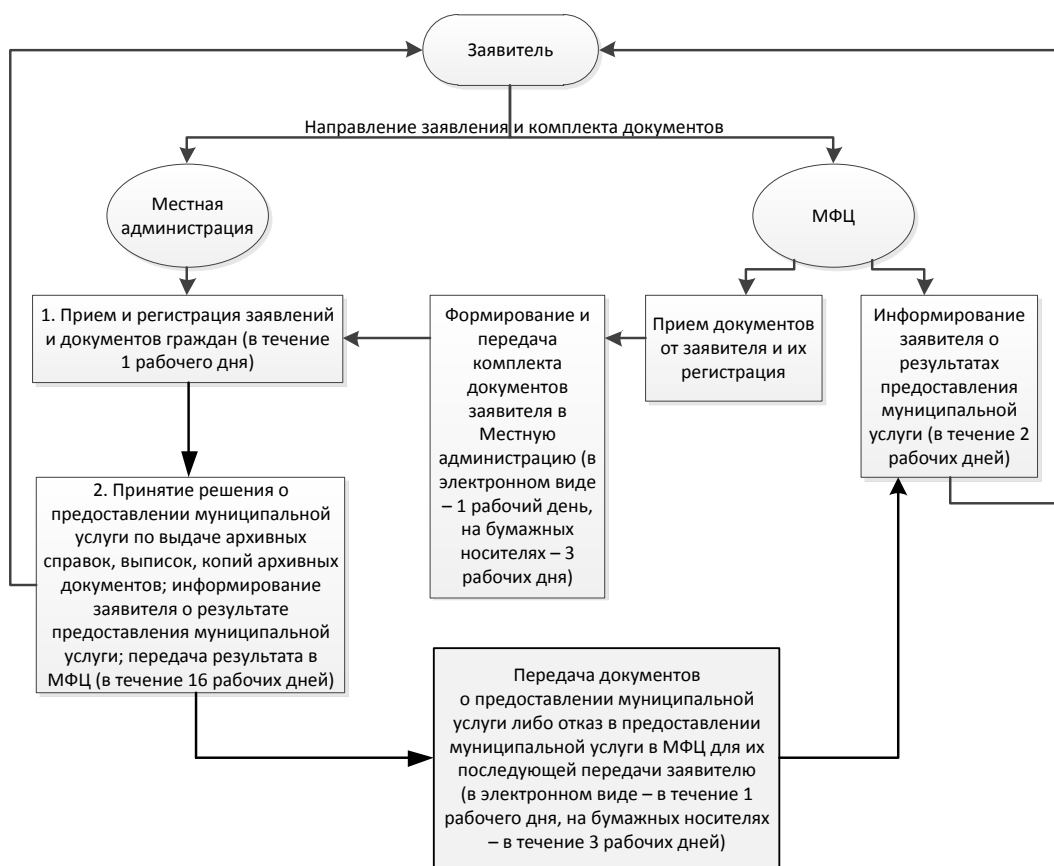 Заявитель
Направление заявления и комплекта документов
Местная
администрация
МФЦ
1. Прием и регистрация заявлений
и документов граждан (в течение
1 рабочего дня)
Формирование и
передача
комплекта
документов
заявителя в
Местную
администрацию (в
электронном виде
– 1 рабочий день,
на бумажных
носителях – 3
рабочих дня)
Прием документов
от заявителя и их
регистрация
Информирование
заявителя о
результатах
предоставления
муниципальной
услуги (в течение 2
рабочих дней)
2. Принятие решения о
предоставлении муниципальной
услуги по выдаче архивных
справок, выписок, копий архивных
документов; информирование
заявителя о результате
предоставления муниципальной
услуги; передача результата в
МФЦ (в течение 16 рабочих дней)
Передача документов
о предоставлении муниципальной
услуги либо отказ в предоставлении
муниципальной услуги в МФЦ для их
последующей передачи заявителю
(в электронном виде – в течение 1
рабочего дня, на бумажных носителях
– в течение 3 рабочих дней)